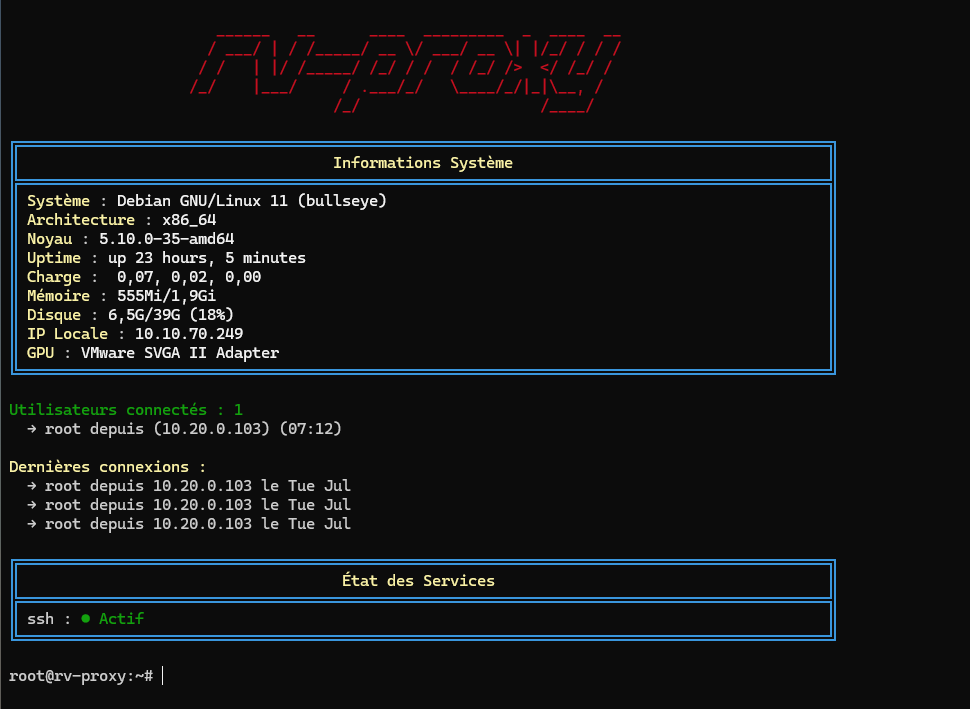 rv-proxy
Informations Système
Système : Debian GNU/Linux 11 (bullseye)
Architecture : x86_64
Noyau : 5.10.0-35-amd64
Uptime : up 23 hours, 5 minutes
Charge :  0,07, 0,02, 0,00
Mémoire : 555Mi/1,9Gi
Disque : 6,5G/39G (18%)
IP Locale : 10.10.70.249
GPU : VMware SVGA II Adapter
Utilisateurs connectés : 1
→ root depuis (10.20.0.103) (07:12)
Dernières connexions :
→ root depuis 10.20.0.103 le Tue Jul
→ root depuis 10.20.0.103 le Tue Jul
→ root depuis 10.20.0.103 le Tue Jul
État des Services
ssh : ● Actif
root@rv-proxy:~#